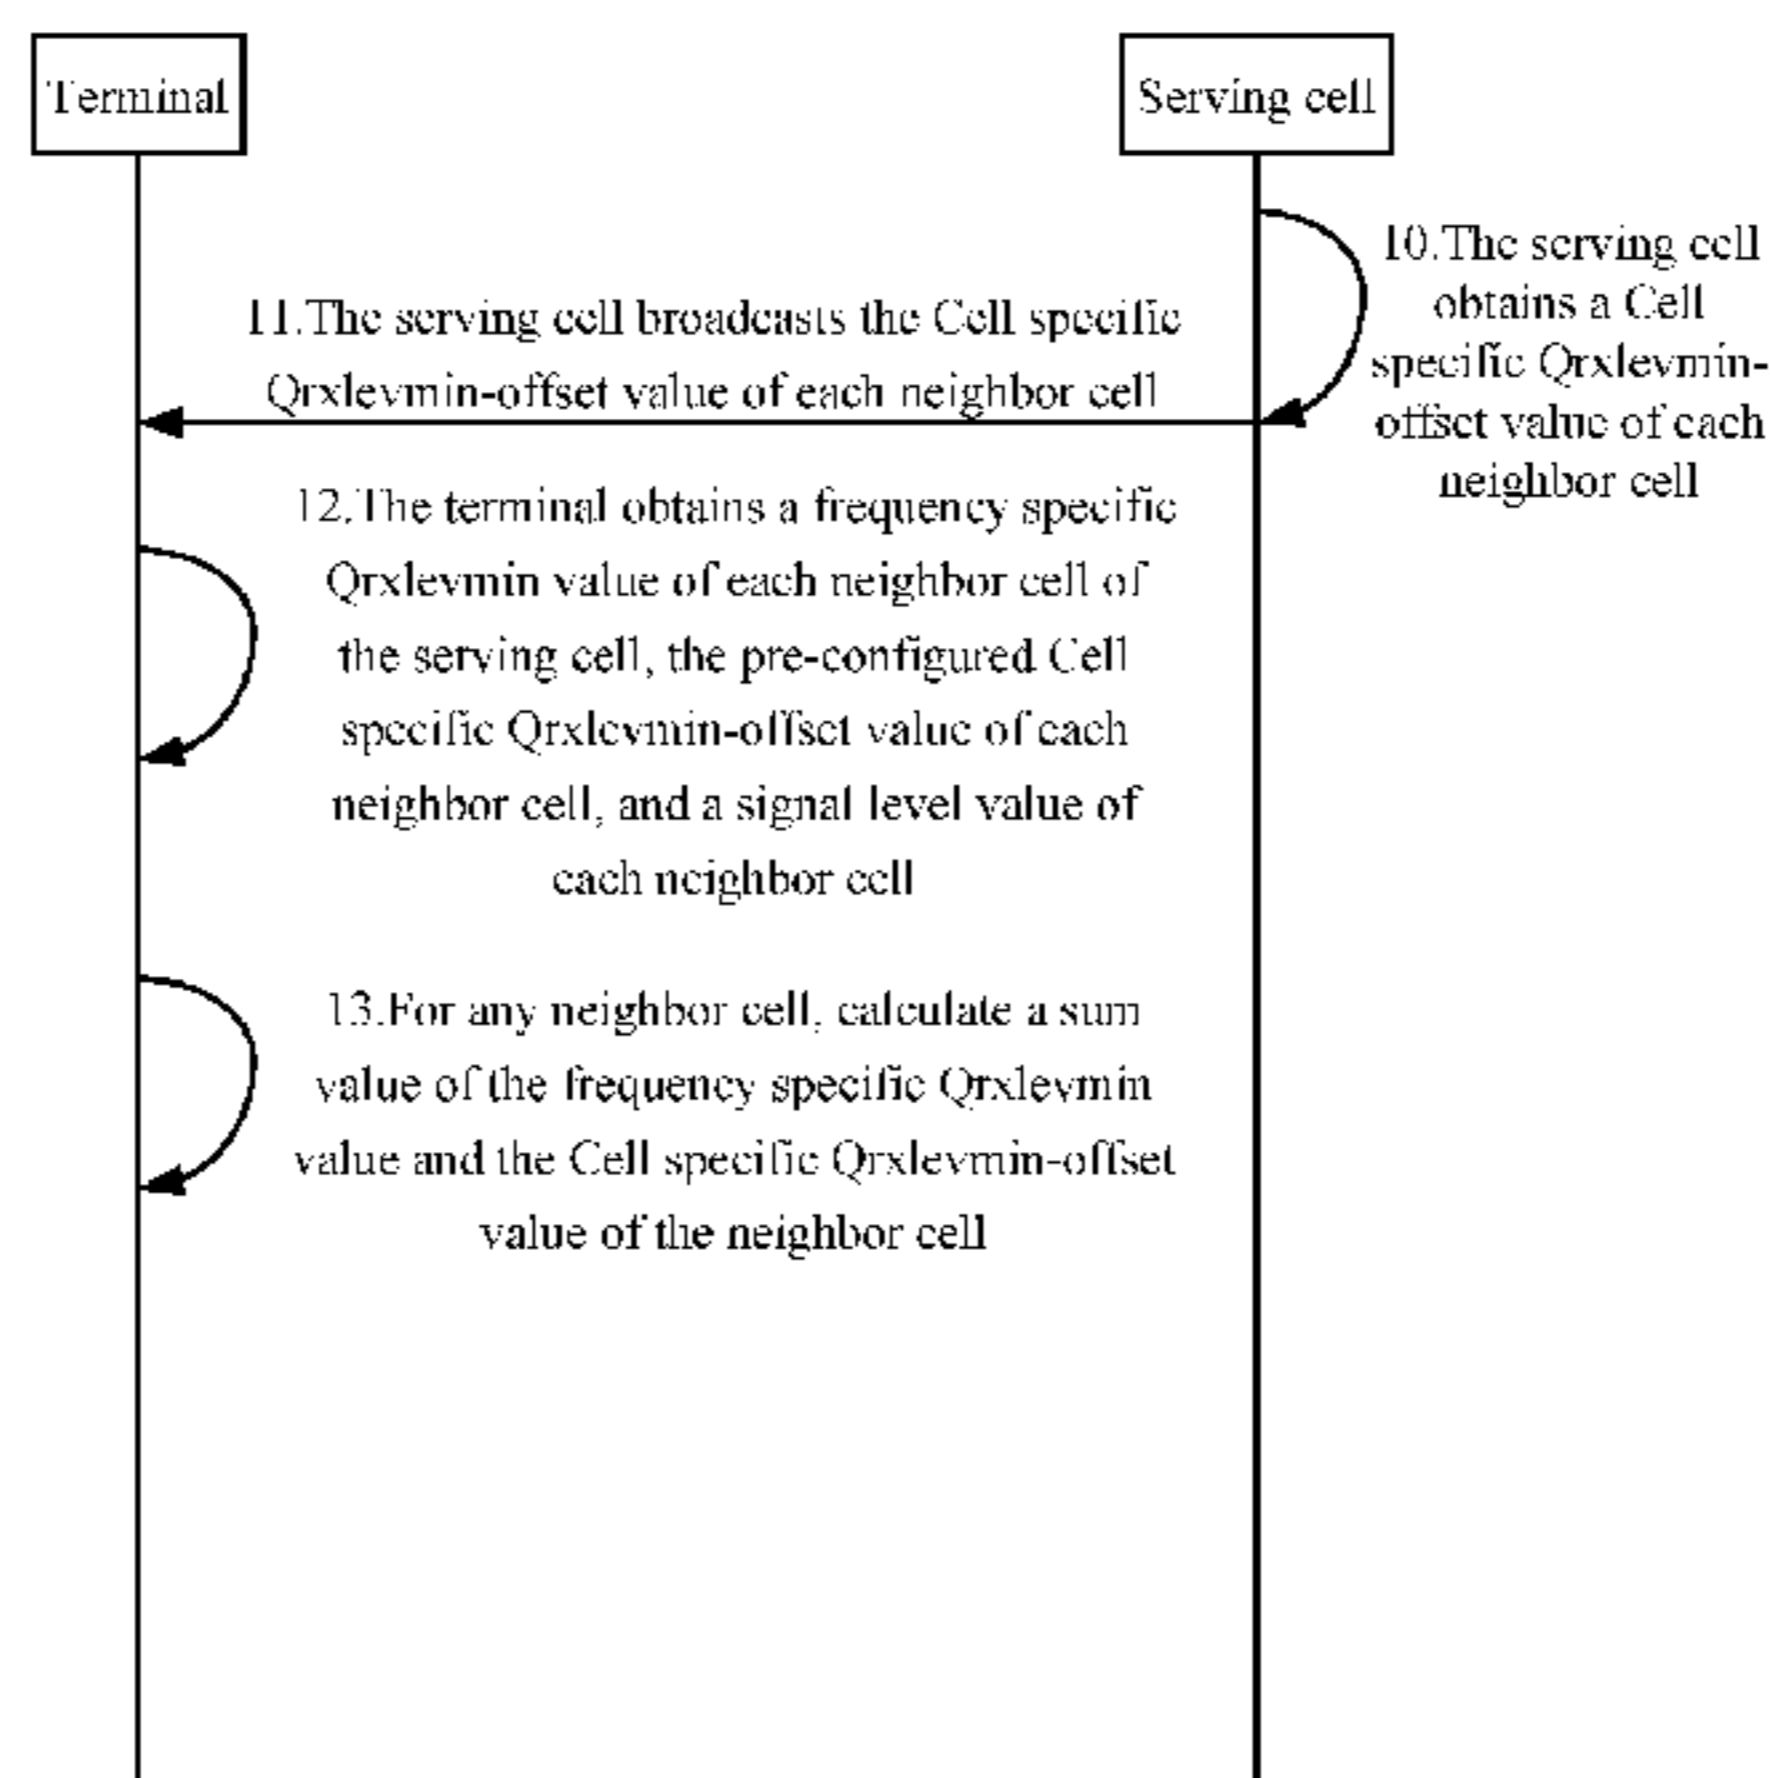 Terminal
Serving cell
10.The serving cell
obtains a Cell
specific Qrxlevmin-
offset value of each
neighbor cell
11.The serving cell broadcasts the Cell specific
Qrxlevmin-offset value of each neighbor cell
12.The terminal obtains a frequency specific
Qrxlevmin value of each neighbor cell of
the serving cell, the pre-configured Cell
specific Qrxlevmin-offset value of each
neighbor cell, and a signal level value of
each neighbor cell
13.For any neighbor cell, calculate a sum
value of the frequency specific Qrxlevmin
value and the Cell specific Qrxlevmin-offset
value of the neighbor cell